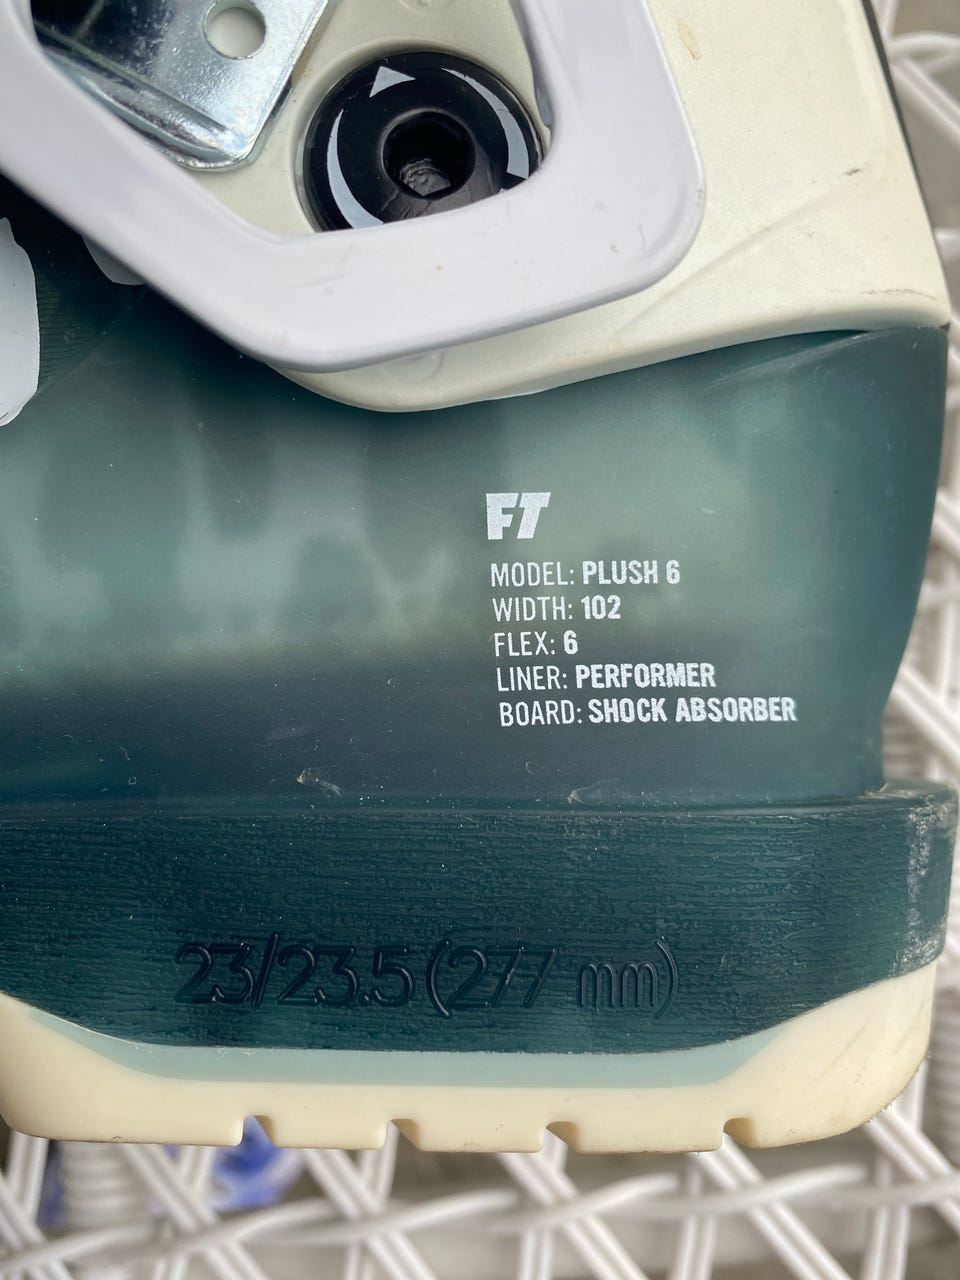 FT
MODEL: PLUSH 6
WIDTH: 102
FLEX: 6
LINER: PERFORMER
BOARD: SHOCK ABSORBER
23/23.5 (277 mm)